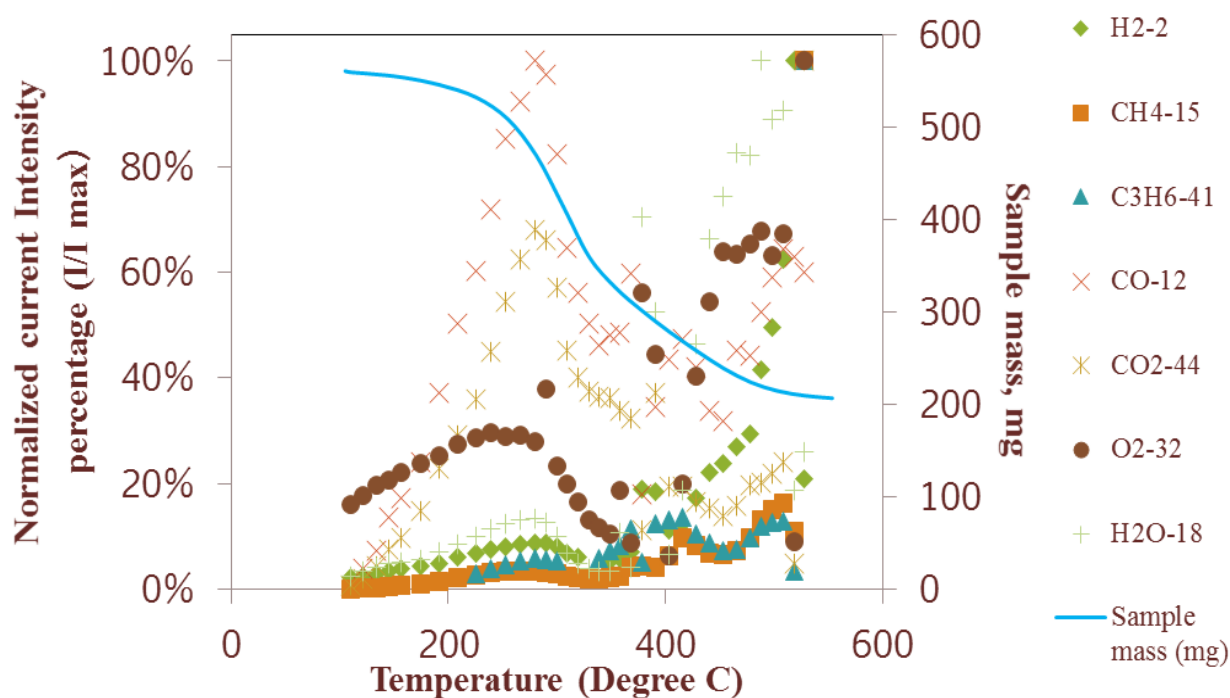 Normalized current Intensity
percentage (I/I max)
100%
80%
60%
40%
20%
0%
0
200
400
600
Temperature (Degree C)
600
500
400
300
200
100
0
Sample mass, mg
H2-2
CH4-15
C3H6-41
CO-12
CO2-44
O2-32
H2O-18
Sample
mass (mg)